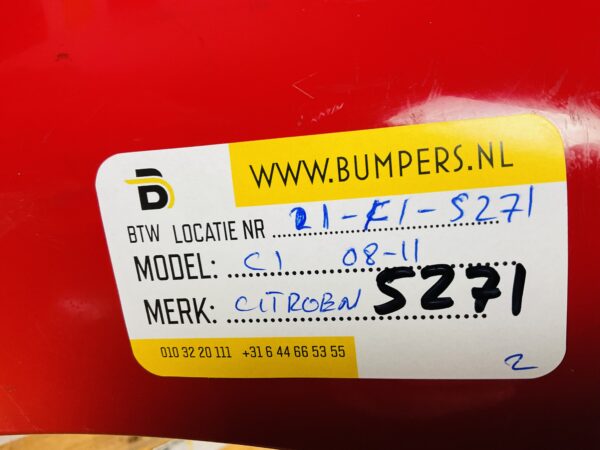 WWW.BUMPERS.NL
BTW LOCATIE NR 21-K1-5271
MODEL: C1 08-11
MERK: CITROEN 5271
010 32 20 111 +31 6 44 66 53 55
2